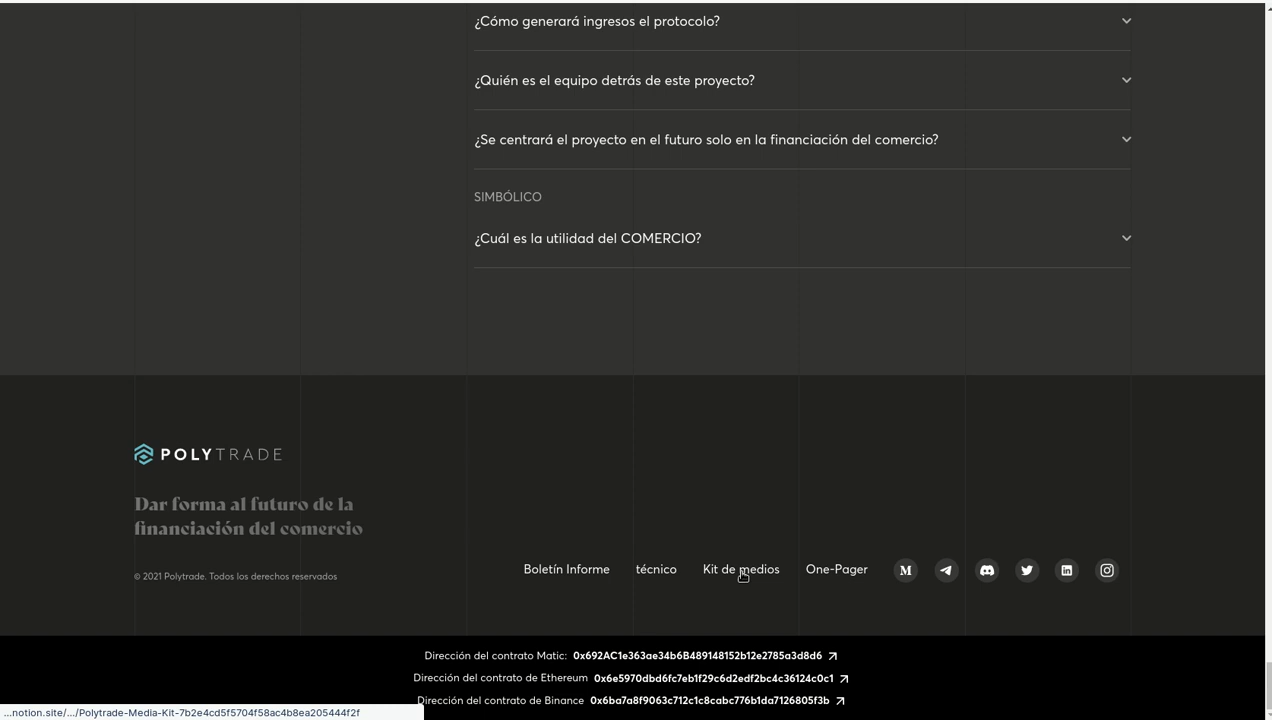 ¿Cómo generará ingresos el protocolo?
¿Quién es el equipo detrás de este proyecto?
¿Se centrará el proyecto en el futuro solo en la financiación del comercio?
SIMBÓLICO
¿Cuál es la utilidad del COMERCIO?
POLYTRADE
Dar forma al futuro de la
financiación del comercio
© 2021 Polytrade. Todos los derechos reservados
Boletín Informe técnico Kit de medios One-Pager
Dirección del contrato Matic: 0x692AC1e363ae34b6B489148152b12e2785a3d8d6
Dirección del contrato de Ethereum 0x6e5970dbd6fc7eb1f29c6d2edf2bc4c36124c0c1
Dirección del contrato de Binance 0x6ba7a8f9063c712c1c8cabc776b1da7126805f3b
...notion.site/.../Polytrade-Media-Kit-7b2e4cd5f5704f58ac4b8ea205444f2f